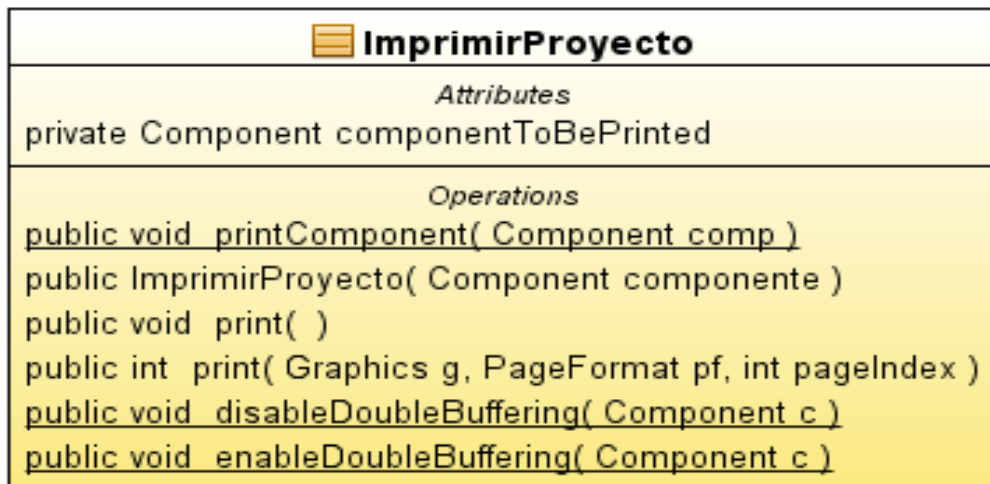 ImprimirProyecto
Attributes
private Component componentToBePrinted
Operations
public void printComponent( Component comp )
public ImprimirProyecto( Component componente )
public void print( )
public int print( Graphics g, PageFormat pf, int pageIndex )
public void disableDoubleBuffering( Component c )
public void enableDoubleBuffering( Component c )